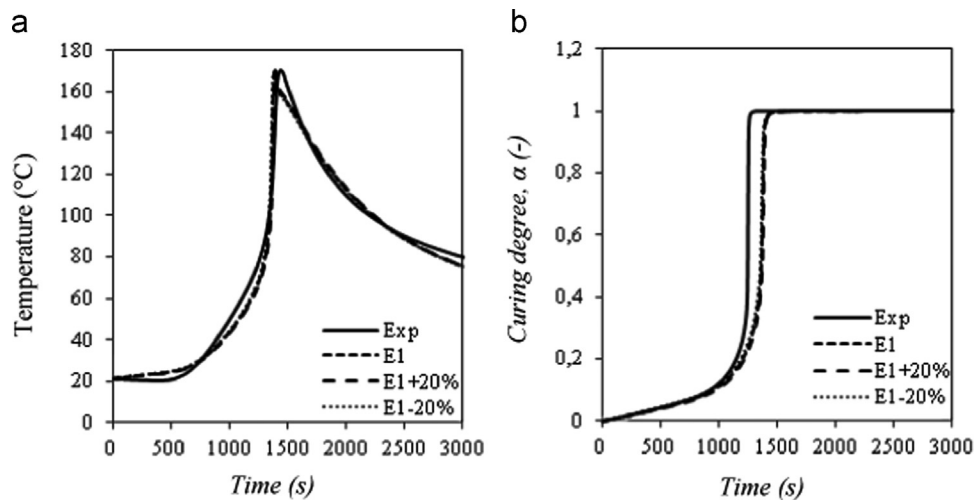 a
180
160
140
120
100
80
60
40
20
0
Temperature (°C)
0 500 1000 1500 2000 2500 3000
Time (s)
Exp
E1
E1+20%
E1-20%
b
1,2
1
0,8
0,6
0,4
0,2
0
Curing degree, α (-)
0 500 1000 1500 2000 2500 3000
Time (s)
Exp
E1
E1+20%
E1-20%